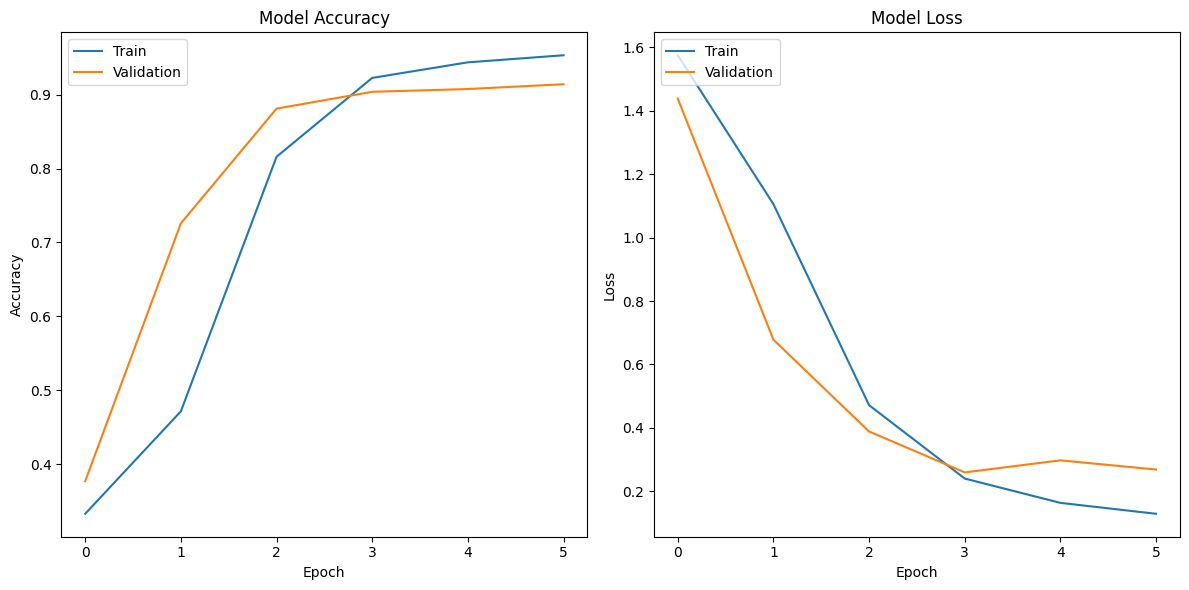 Model Accuracy
Train
Validation
0.9
0.8
0.7
0.6
0.5
0.4
Accuracy
0 1 2 3 4 5
Epoch
Model Loss
Train
Validation
1.6
1.4
1.2
1.0
0.8
0.6
0.4
0.2
Loss
0 1 2 3 4 5
Epoch